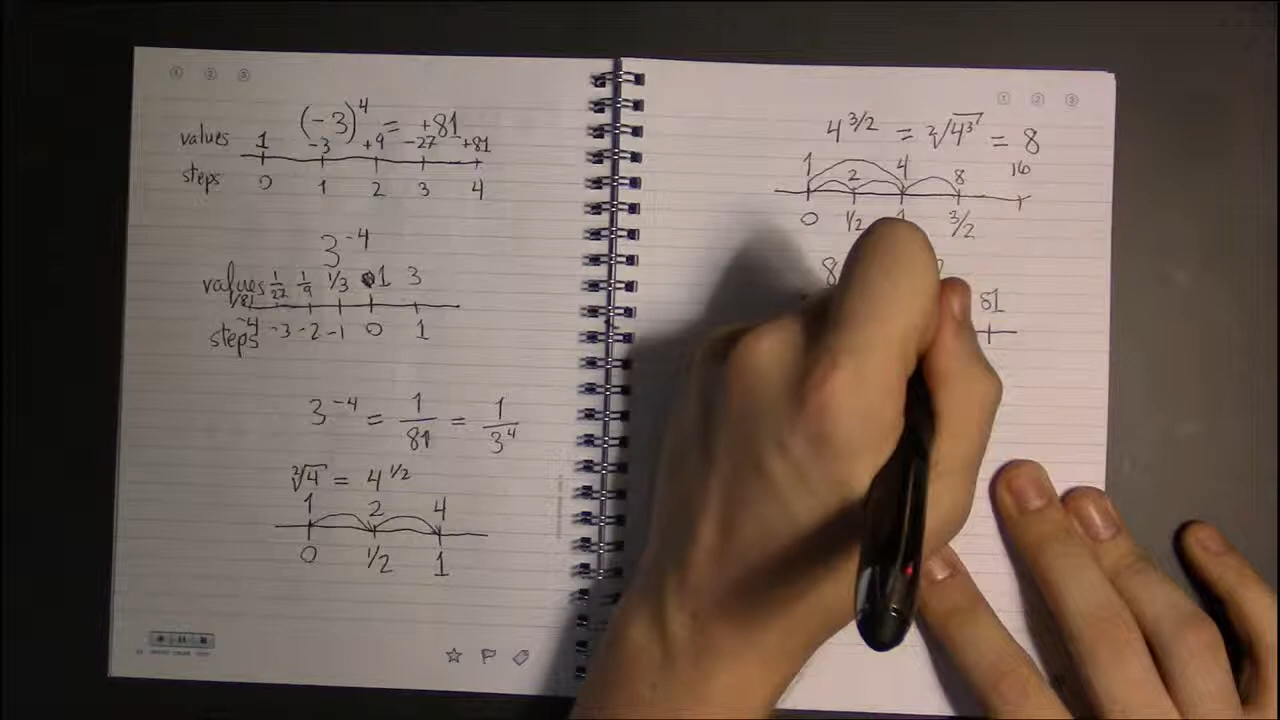 (-3)^4 = +81
values 1 -3 +9 -27 +81
steps 0 1 2 3 4
3^-4
values 1/81 1/27 1/9 1/3 1 3
steps -4 -3 -2 -1 0 1
3^-4 = 1/81 = 1/3^4
²√4 = 4^1/2
1 2 4
0 1/2 1
4^3/2 = ²√4³ = 8
1 2 4 8 16
0 1/2 1 3/2
8
81